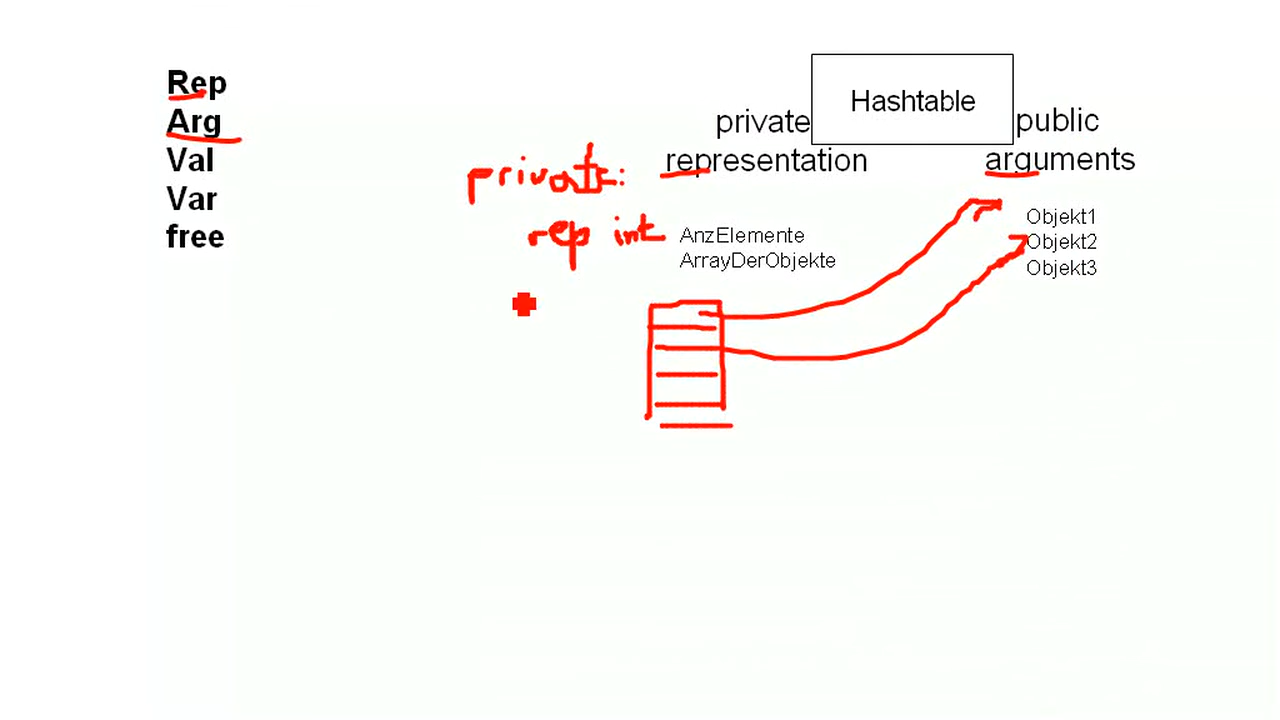 Rep
Arg
Val
Var
free
Hashtable
private
public
representation
arguments
private:
rep int
AnzElemente
ArrayDerObjekte
Objekt1
Objekt2
Objekt3